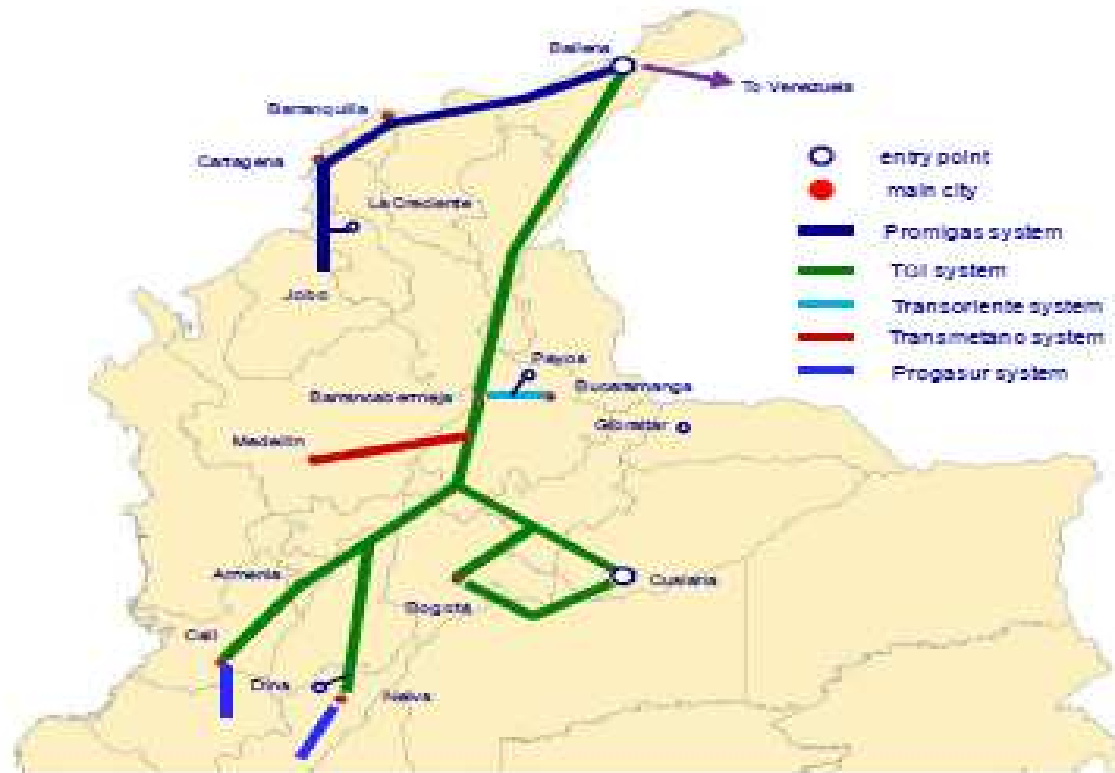 Ballena
To Venezuela
Barranquilla
Cartagena
La Creciente
entry point
main city
Promigas system
TGI system
Transoriente system
Transmetano system
Progasur system
Jobo
Payoa
Bucaramanga
Barrancabermeja
Gibraltar
Medellín
Armenia
Cusiana
Bogotá
Cali
Dina
Neiva